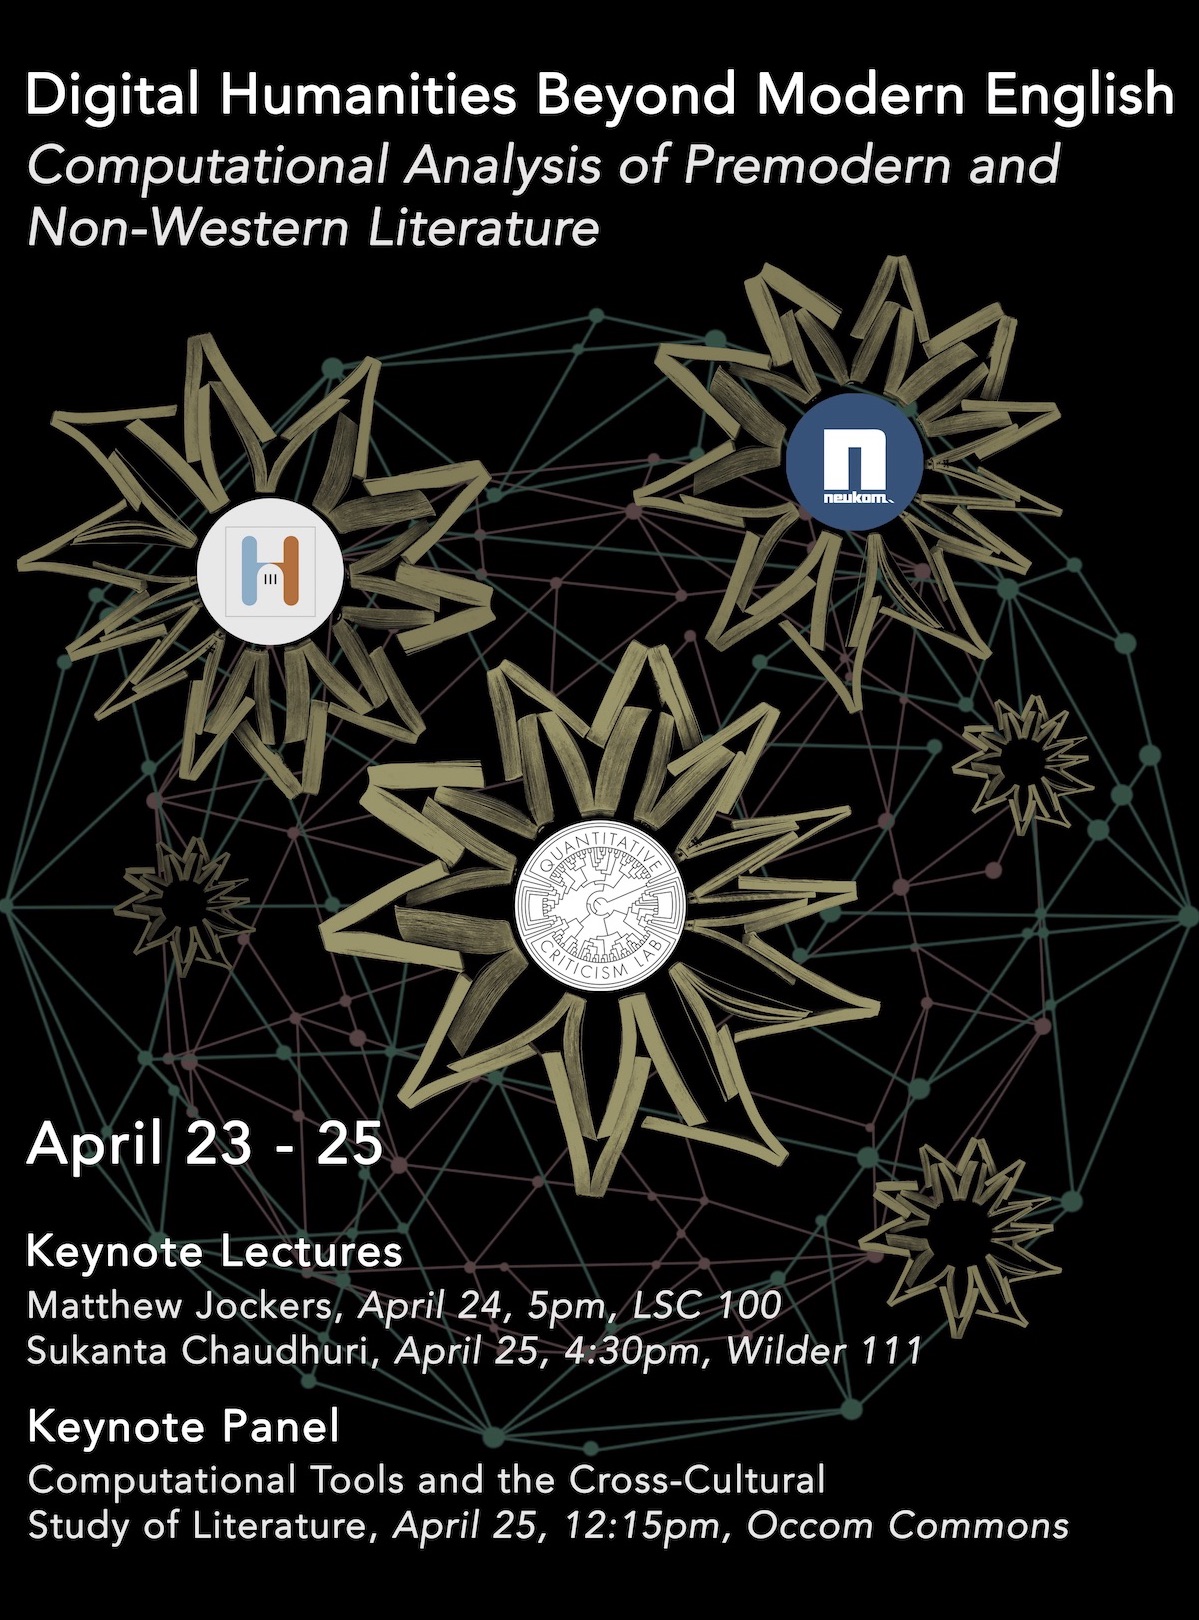 Digital Humanities Beyond Modern English
Computational Analysis of Premodern and
Non-Western Literature
neukom
QUANTITATIVE
CRITICISM LAB
April 23 - 25
Keynote Lectures
Matthew Jockers, April 24, 5pm, LSC 100
Sukanta Chaudhuri, April 25, 4:30pm, Wilder 111
Keynote Panel
Computational Tools and the Cross-Cultural
Study of Literature, April 25, 12:15pm, Occom Commons